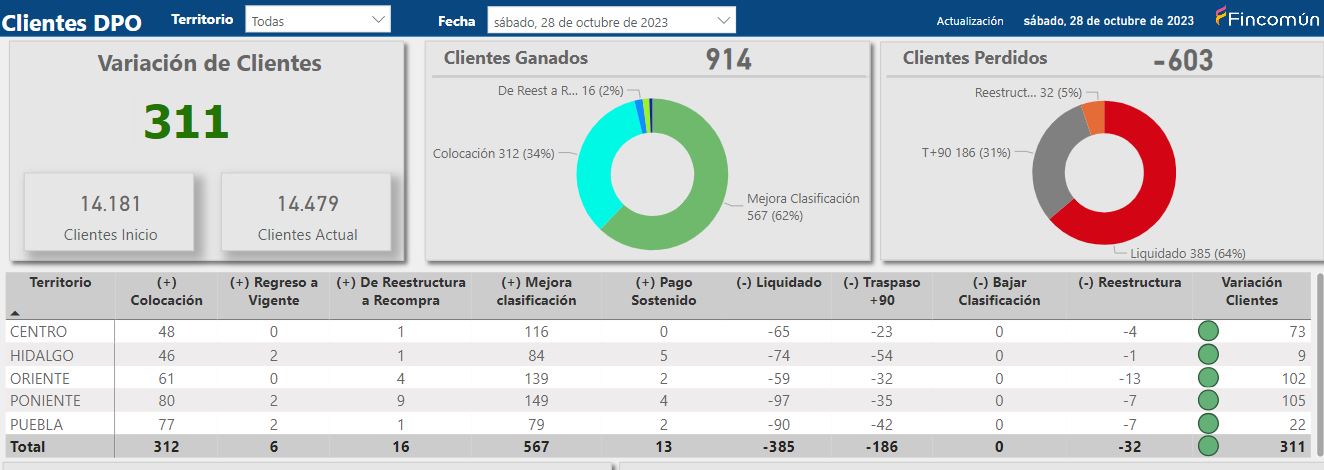 Clientes DPO
Territorio
Todas
Fecha
sábado, 28 de octubre de 2023
Actualización
sábado, 28 de octubre de 2023
Fincomún
Variación de Clientes
311
14.181
Clientes Inicio
14.479
Clientes Actual
Clientes Ganados
914
De Reest a R... 16 (2%)
Colocación 312 (34%)
Mejora Clasificación
567 (62%)
Clientes Perdidos
-603
Reestruct... 32 (5%)
T+90 186 (31%)
Liquidado 385 (64%)
Territorio (+) Colocación (+) Regreso a Vigente (+) De Reestructura a Recompra (+) Mejora clasificación (+) Pago Sostenido (-) Liquidado (-) Traspaso +90 (-) Bajar Clasificación (-) Reestructura Variación Clientes
CENTRO 48 0 1 116 0 -65 -23 0 -4 73
HIDALGO 46 2 1 84 5 -74 -54 0 -1 9
ORIENTE 61 0 4 139 2 -59 -32 0 -13 102
PONIENTE 80 2 9 149 4 -97 -35 0 -7 105
PUEBLA 77 2 1 79 2 -90 -42 0 -7 22
Total 312 6 16 567 13 -385 -186 0 -32 311